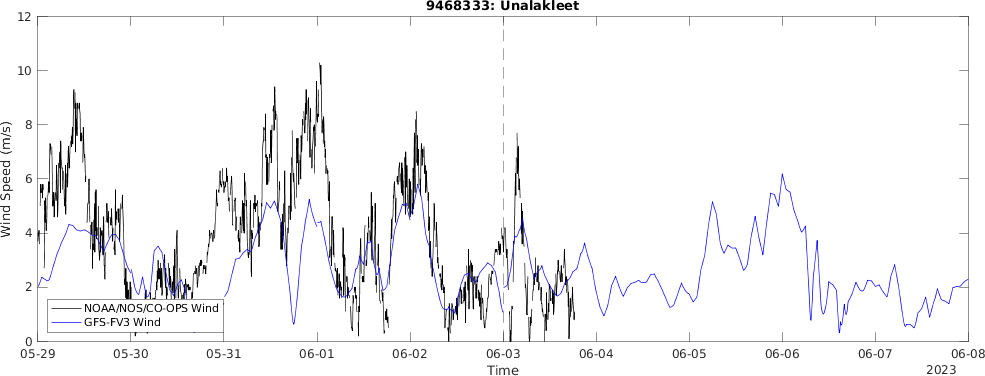 9468333: Unalakleet
12
10
8
6
4
2
0
Wind Speed (m/s)
NOAA/NOS/CO-OPS Wind
GFS-FV3 Wind
05-29 05-30 05-31 06-01 06-02 06-03 06-04 06-05 06-06 06-07 06-08
Time
2023